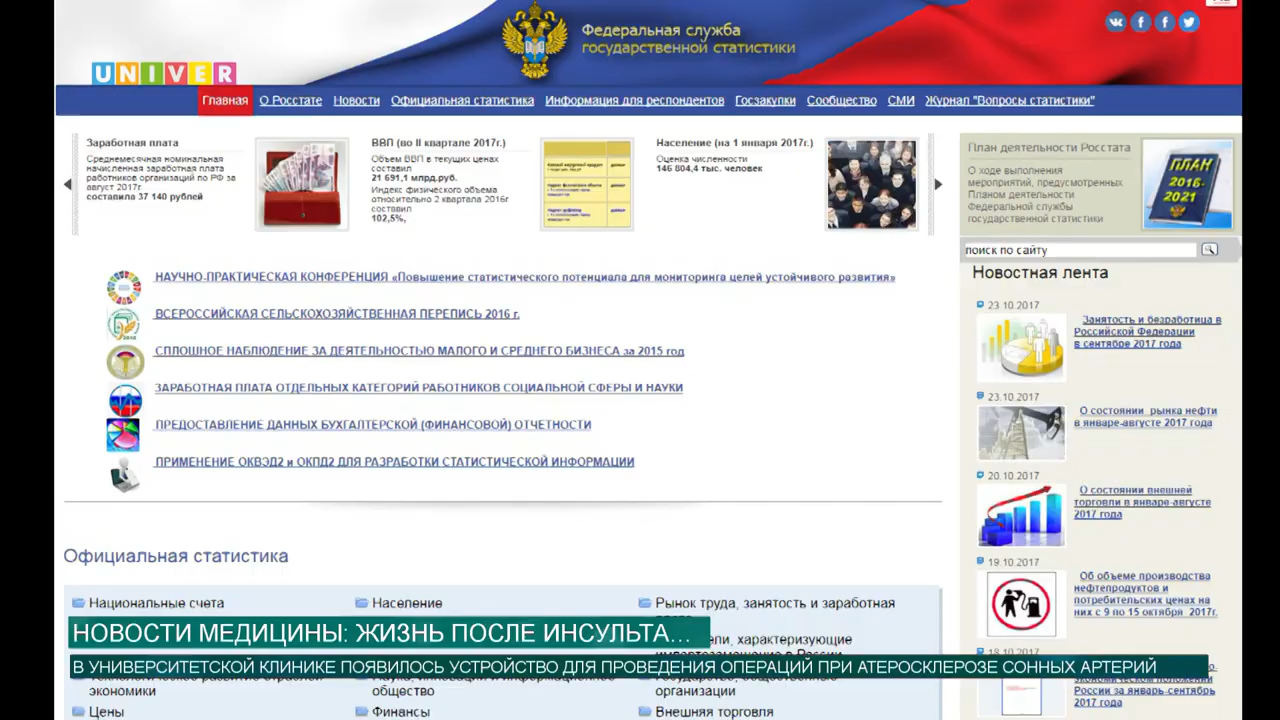 Федеральная служба
государственной статистики
UNIVER
Главная О Росстате Новости Официальная статистика Информация для респондентов Госзакупки Сообщество СМИ Журнал "Вопросы статистики"
Заработная плата
Среднемесячная номинальная
начисленная заработная плата
работников организаций по РФ за
август 2017г.
составила 37 140 рублей
ВВП (во II квартале 2017г.)
Объем ВВП в текущих ценах
составил
21 691,1 млрд.руб.
Индекс физического объема
относительно 2 квартала 2016г
составил
102,5%,
Население (на 1 января 2017г.)
Оценка численности
146 804,4 тыс. человек
План деятельности Росстата
О ходе выполнения
мероприятий, предусмотренных
Планом деятельности
Федеральной службы
государственной статистики
ПЛАН
2016-
2021
поиск по сайту
НАУЧНО-ПРАКТИЧЕСКАЯ КОНФЕРЕНЦИЯ «Повышение статистического потенциала для мониторинга целей устойчивого развития»
ВСЕРОССИЙСКАЯ СЕЛЬСКОХОЗЯЙСТВЕННАЯ ПЕРЕПИСЬ 2016 г.
СПЛОШНОЕ НАБЛЮДЕНИЕ ЗА ДЕЯТЕЛЬНОСТЬЮ МАЛОГО И СРЕДНЕГО БИЗНЕСА за 2015 год
ЗАРАБОТНАЯ ПЛАТА ОТДЕЛЬНЫХ КАТЕГОРИЙ РАБОТНИКОВ СОЦИАЛЬНОЙ СФЕРЫ И НАУКИ
ПРЕДОСТАВЛЕНИЕ ДАННЫХ БУХГАЛТЕРСКОЙ (ФИНАНСОВОЙ) ОТЧЕТНОСТИ
ПРИМЕНЕНИЕ ОКВЭД2 и ОКПД2 ДЛЯ РАЗРАБОТКИ СТАТИСТИЧЕСКОЙ ИНФОРМАЦИИ
Новостная лента
23.10.2017
Занятость и безработица в
Российской Федерации
в сентябре 2017 года
23.10.2017
О состоянии рынка нефти
в январе-августе 2017 года
20.10.2017
О состоянии внешней
торговли в январе-августе
2017 года
19.10.2017
Об объеме производства
нефтепродуктов и
потребительских ценах на
них с 9 по 15 октября 2017г.
18.10.2017
экономическом положении
России за январь-сентябрь
2017 года
Официальная статистика
Национальные счета
Население
Рынок труда, занятость и заработная
характеризующие
НОВОСТИ МЕДИЦИНЫ: ЖИЗНЬ ПОСЛЕ ИНСУЛЬТА...
В УНИВЕРСИТЕТСКОЙ КЛИНИКЕ ПОЯВИЛОСЬ УСТРОЙСТВО ДЛЯ ПРОВЕДЕНИЯ ОПЕРАЦИЙ ПРИ АТЕРОСКЛЕРОЗЕ СОННЫХ АРТЕРИЙ
экономики
общество
организации
Цены
Финансы
Внешняя торговля